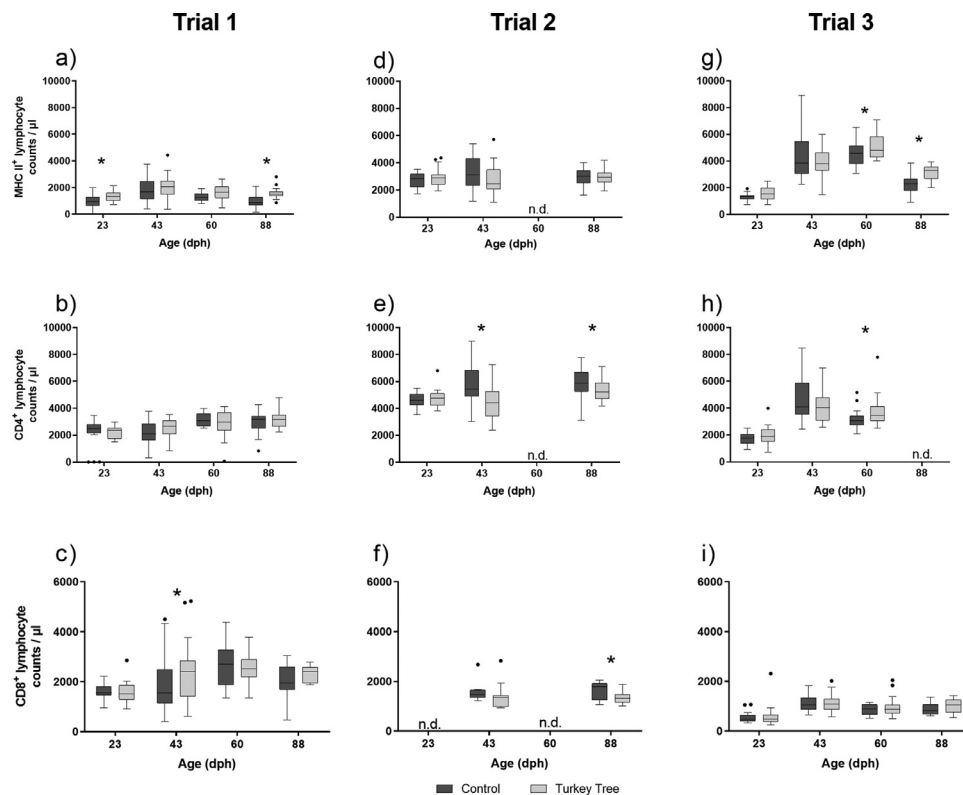 Trial 1 Trial 2 Trial 3
a) d) g)
MHC II+ lymphocyte
counts / µl
10000 10000 10000
8000 8000 8000
6000 6000 6000
4000 4000 4000
2000 2000 2000
0 0 0
* * * *
n.d.
23 43 60 88 23 43 60 88 23 43 60 88
Age (dph) Age (dph) Age (dph)
b) e) h)
CD4+ lymphocyte
counts / µl
10000 10000 10000
8000 8000 8000
6000 6000 6000
4000 4000 4000
2000 2000 2000
0 0 0
* * *
n.d. n.d.
23 43 60 88 23 43 60 88 23 43 60 88
Age (dph) Age (dph) Age (dph)
c) f) i)
CD8+ lymphocyte
counts / µl
6000 6000 6000
4000 4000 4000
2000 2000 2000
0 0 0
* *
n.d. n.d.
23 43 60 88 23 43 60 88 23 43 60 88
Age (dph) Age (dph) Age (dph)
Control Turkey Tree